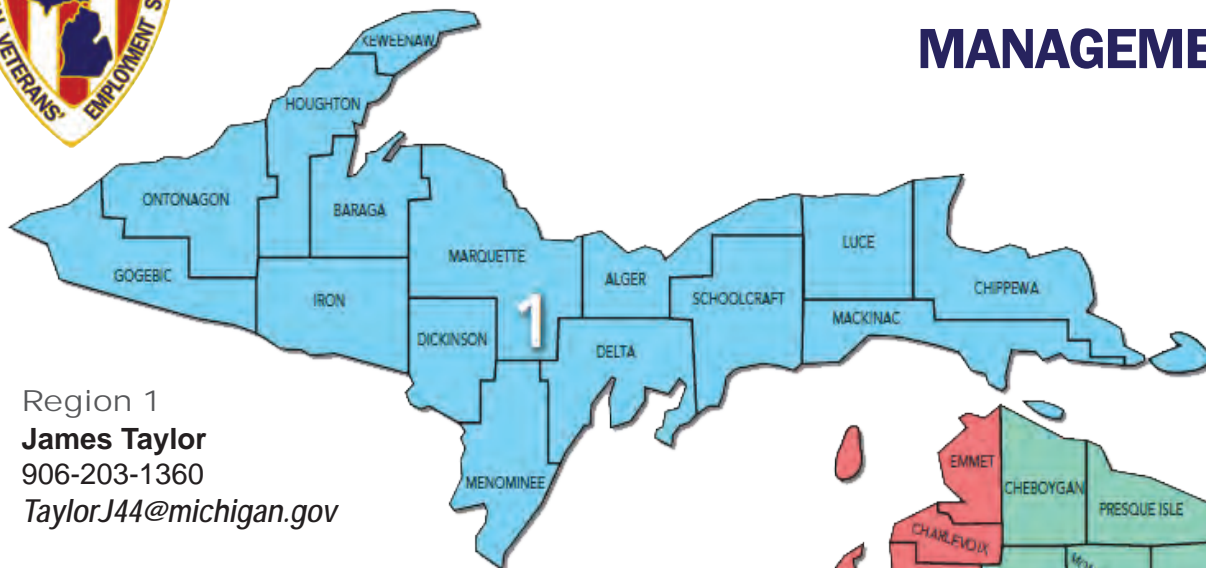 VETERANS' EMPLOYMENT
MANAGEME
KEWEENAW
HOUGHTON
ONTONAGON
BARAGA
GOGEBIC
IRON
MARQUETTE
1
DICKINSON
ALGER
DELTA
SCHOOLCRAFT
LUCE
CHIPPEWA
MACKINAC
MENOMINEE
Region 1
James Taylor
906-203-1360
TaylorJ44@michigan.gov
EMMET
CHEBOYGAN
PRESQUE ISLE
CHARLEVOIX